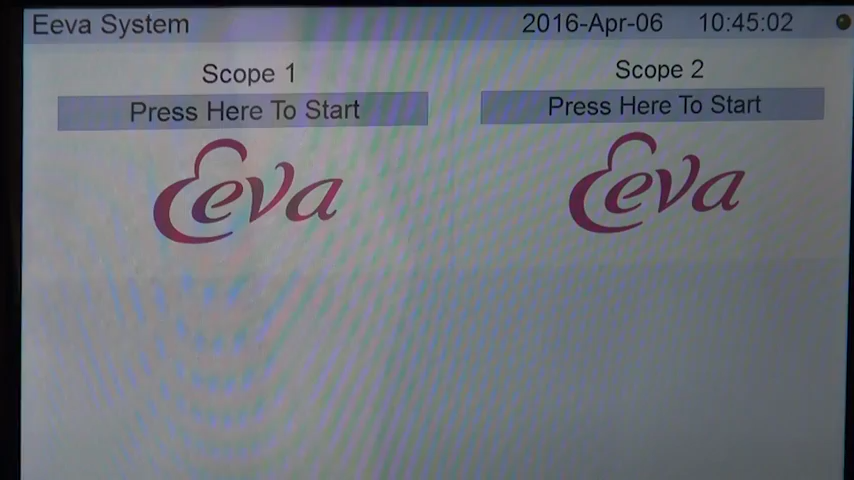 Eeva System 2016-Apr-06 10:45:02
Scope 1 Scope 2
Press Here To Start Press Here To Start
Eeva Eeva